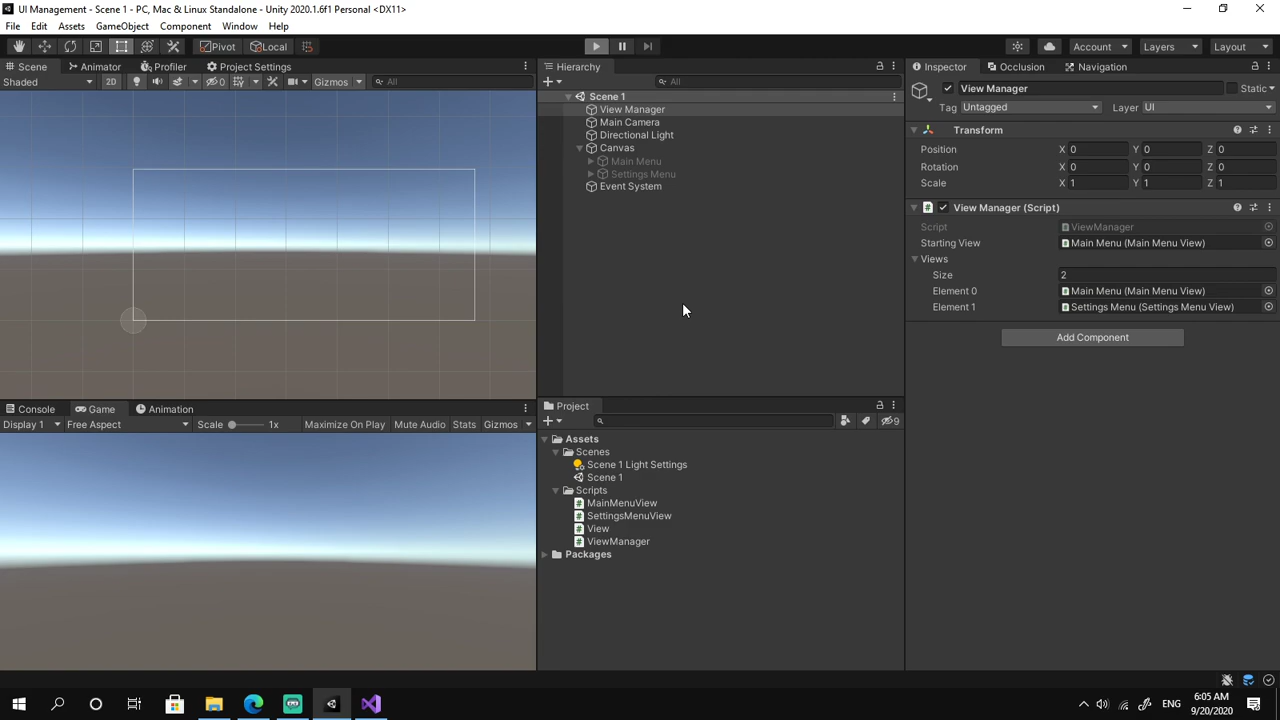 UI Management - Scene 1 - PC, Mac & Linux Standalone - Unity 2020.1.6f1 Personal <DX11>
File Edit Assets GameObject Component Window Help
Pivot Local Account Layers Layout
Scene Animator Profiler Project Settings
Shaded 2D 0 Gizmos All
Hierarchy
All
Scene 1
View Manager
Main Camera
Directional Light
Canvas
Main Menu
Settings Menu
Event System
Inspector Occlusion Navigation
View Manager Static
Tag Untagged Layer UI
Transform
Position X 0 Y 0 Z 0
Rotation X 0 Y 0 Z 0
Scale X 1 Y 1 Z 1
View Manager (Script)
Script ViewManager
Starting View Main Menu (Main Menu View)
Views
Size 2
Element 0 Main Menu (Main Menu View)
Element 1 Settings Menu (Settings Menu View)
Add Component
Console Game Animation
Display 1 Free Aspect Scale 1x Maximize On Play Mute Audio Stats Gizmos
Project
9
Assets
Scenes
Scene 1 Light Settings
Scene 1
Scripts
MainMenuView
SettingsMenuView
View
ViewManager
Packages
ENG
6:05 AM
9/20/2020